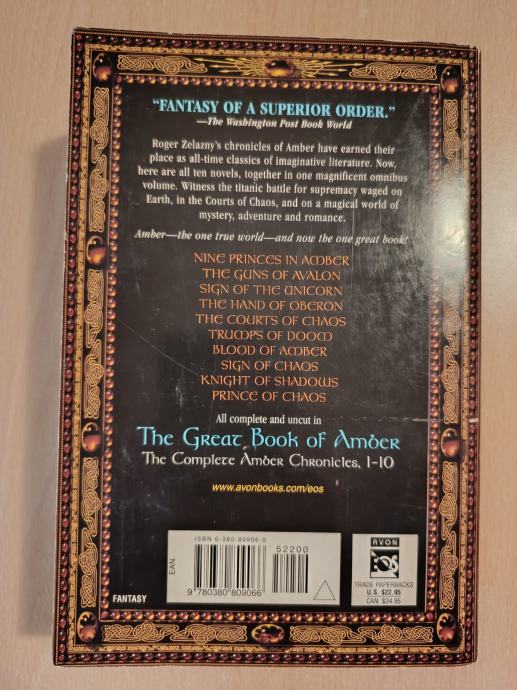 "FANTASY OF A SUPERIOR ORDER."
—The Washington Post Book World
Roger Zelazny's chronicles of Amber have earned their
place as all-time classics of imaginative literature. Now,
here are all ten novels, together in one magnificent omnibus
volume. Witness the titanic battle for supremacy waged on
Earth, in the Courts of Chaos, and on a magical world of
mystery, adventure and romance.
Amber—the one true world—and now the one great book!
NINE PRINCES IN AMBER
THE GUNS OF AVALON
SIGN OF THE UNICORN
THE HAND OF OBERON
THE COURTS OF CHAOS
TRUMPS OF DOOM
BLOOD OF AMBER
SIGN OF CHAOS
KNIGHT OF SHADOWS
PRINCE OF CHAOS
All complete and uncut in
The Great Book of Amber
The Complete Amber Chronicles, 1-10
www.avonbooks.com/eos
ISBN 0-380-80906-0
52200
EAN
9 780380 809066
AVON
EOS
TRADE PAPERBACKS
U.S. $22.95
CAN. $34.95
FANTASY